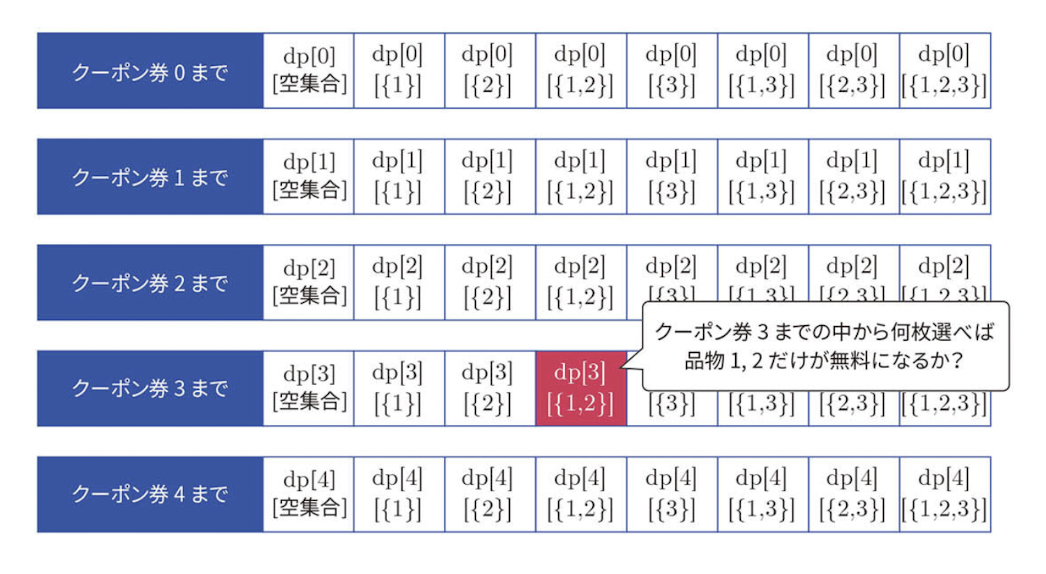 クーポン券 0 まで
dp[0] dp[0] dp[0] dp[0] dp[0] dp[0] dp[0] dp[0]
[空集合] [{1}] [{2}] [{1,2}] [{3}] [{1,3}] [{2,3}] [{1,2,3}]
クーポン券 1 まで
dp[1] dp[1] dp[1] dp[1] dp[1] dp[1] dp[1] dp[1]
[空集合] [{1}] [{2}] [{1,2}] [{3}] [{1,3}] [{2,3}] [{1,2,3}]
クーポン券 2 まで
dp[2] dp[2] dp[2] dp[2] dp[2] dp[2] dp[2] dp[2]
[空集合] [{1}] [{2}] [{1,2}] [{3}] [{1,3}] [{2,3}] [{1,2,3}]
クーポン券 3 までの中から何枚選べば
品物 1, 2 だけが無料になるか？
クーポン券 3 まで
dp[3] dp[3] dp[3] dp[3]
[空集合] [{1}] [{2}] [{1,2}] [{3}] [{1,3}] [{2,3}] [{1,2,3}]
クーポン券 4 まで
dp[4] dp[4] dp[4] dp[4] dp[4] dp[4] dp[4] dp[4]
[空集合] [{1}] [{2}] [{1,2}] [{3}] [{1,3}] [{2,3}] [{1,2,3}]